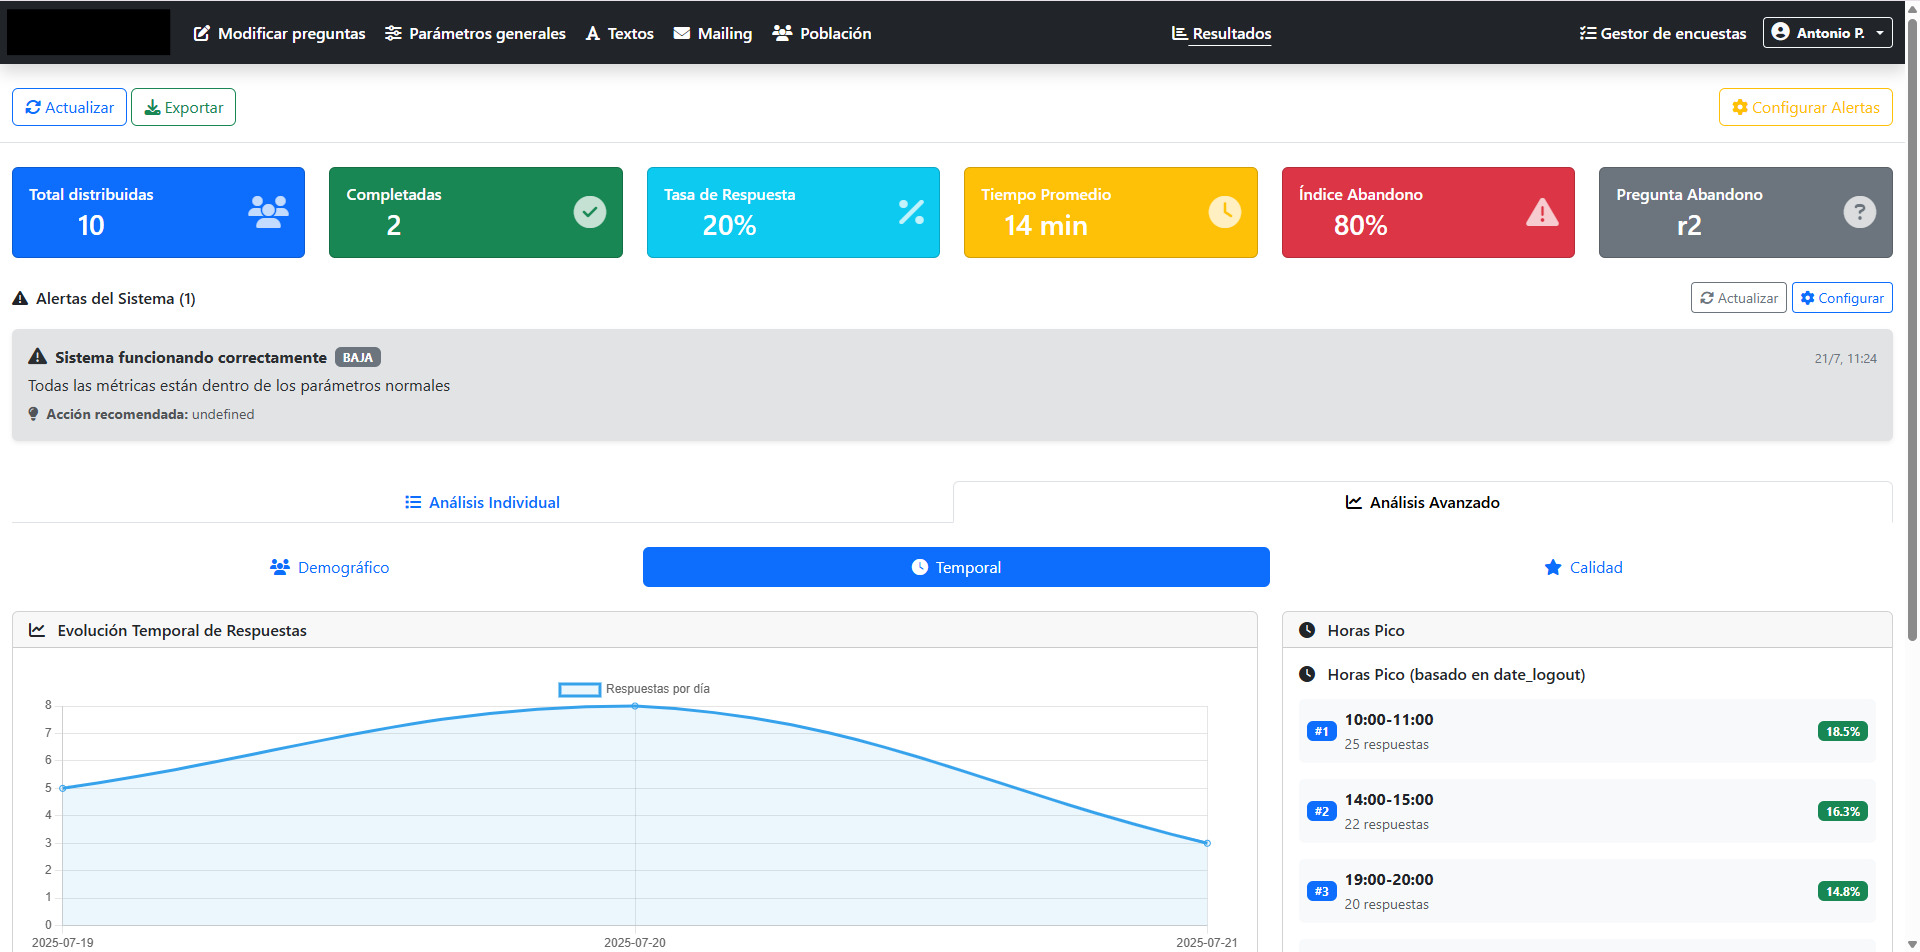 Modificar preguntas Parámetros generales Textos Mailing Población Resultados Gestor de encuestas Antonio P.
Actualizar Exportar Configurar Alertas
Total distribuidas
10
Completadas
2
Tasa de Respuesta
20%
Tiempo Promedio
14 min
Índice Abandono
80%
Pregunta Abandono
r2
Alertas del Sistema (1) Actualizar Configurar
Sistema funcionando correctamente BAJA 21/7, 11:24
Todas las métricas están dentro de los parámetros normales
Acción recomendada: undefined
Análisis Individual Análisis Avanzado
Demográfico Temporal Calidad
Evolución Temporal de Respuestas
Respuestas por día
8
7
6
5
4
3
2
1
0
2025-07-19 2025-07-20 2025-07-21
Horas Pico
Horas Pico (basado en date_logout)
#1 10:00-11:00 18.5%
25 respuestas
#2 14:00-15:00 16.3%
22 respuestas
#3 19:00-20:00 14.8%
20 respuestas